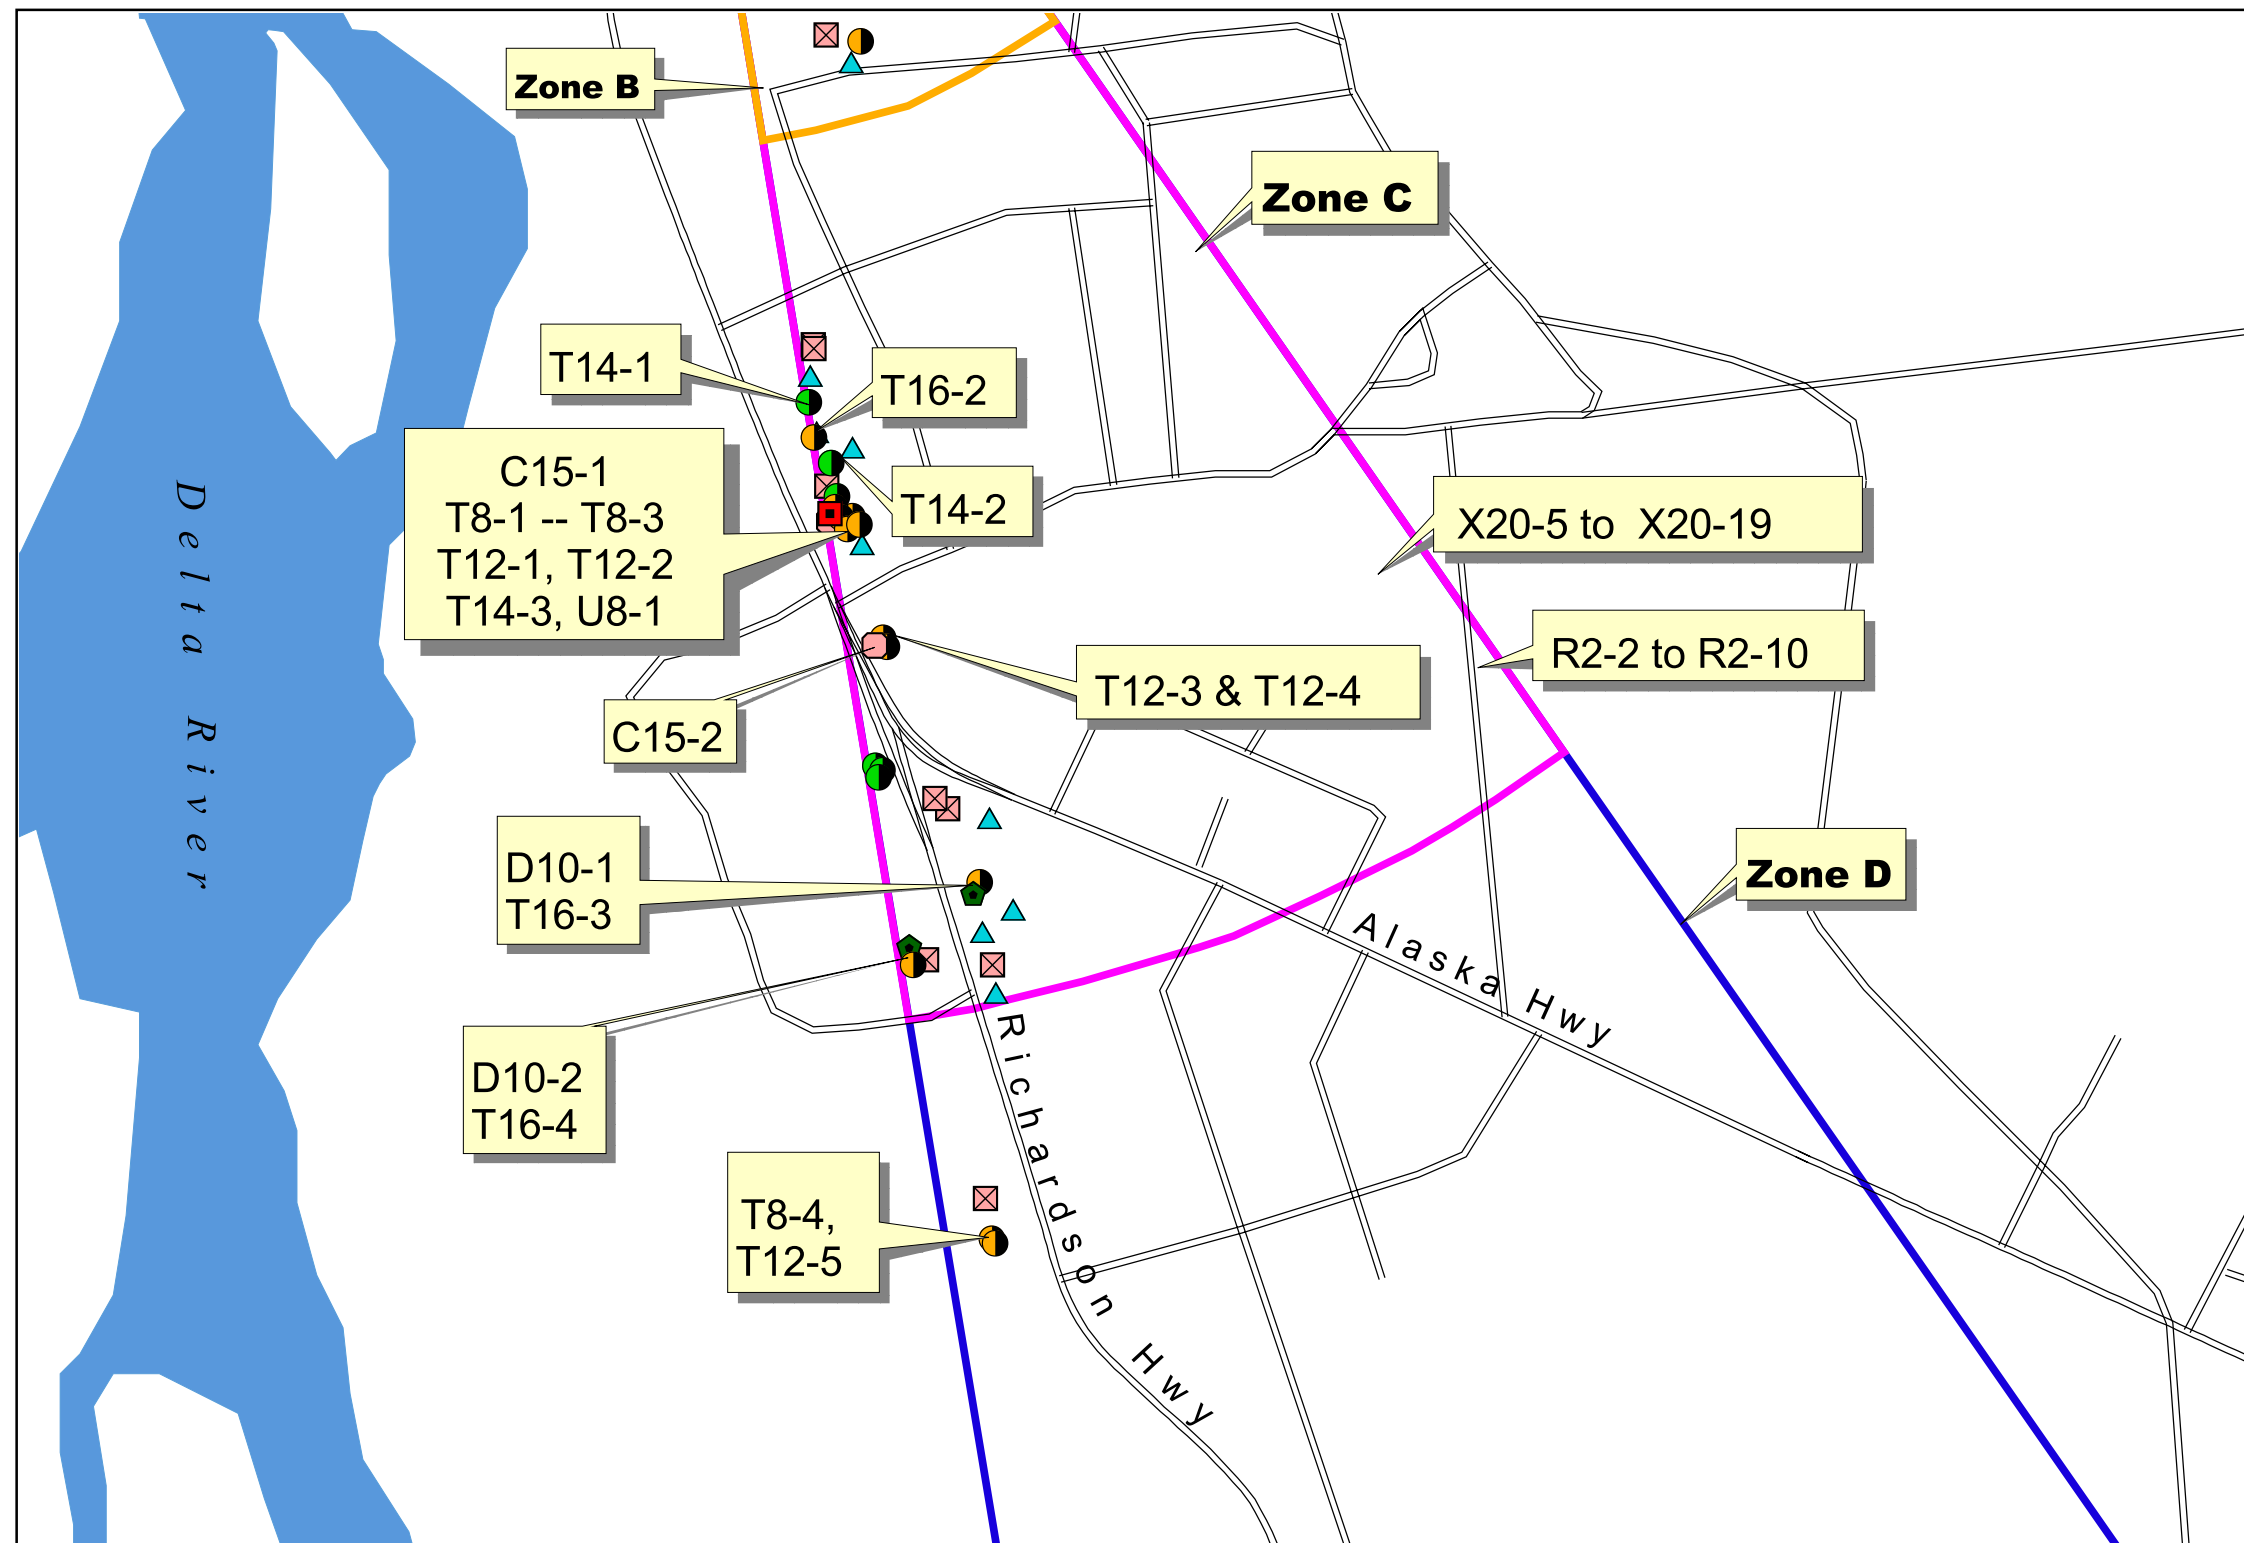 Zone B
Zone C
T14-1
T16-2
C15-1
T8-1 -- T8-3
T12-1, T12-2
T14-3, U8-1
T14-2
X20-5 to  X20-19
R2-2 to R2-10
T12-3 & T12-4
C15-2
Delta River
D10-1
T16-3
Zone D
Alaska Hwy
D10-2
T16-4
Richardson Hwy
T8-4,
T12-5